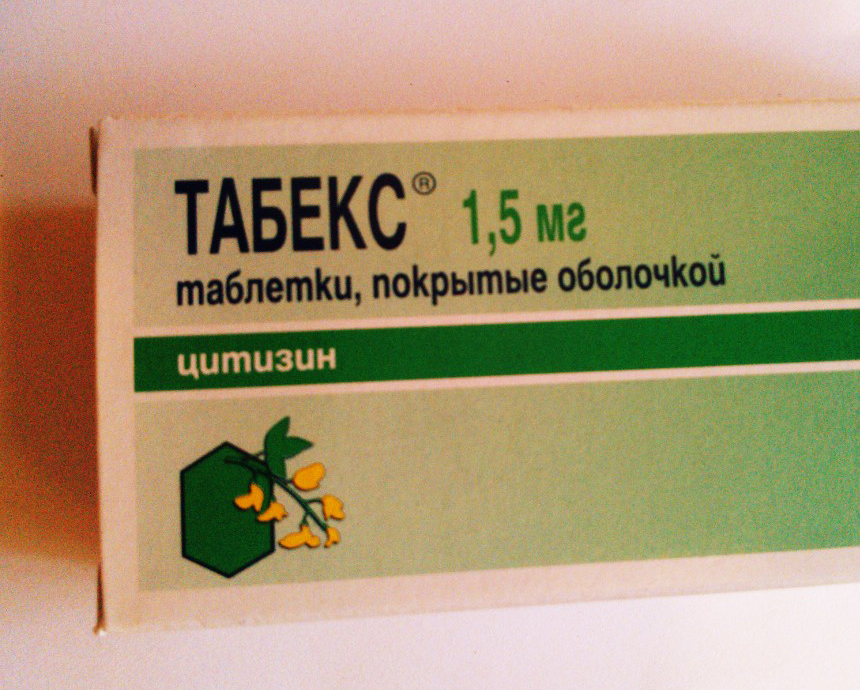 ТАБЕКС® 1,5 мг
таблетки, покрытые оболочкой
цитизин